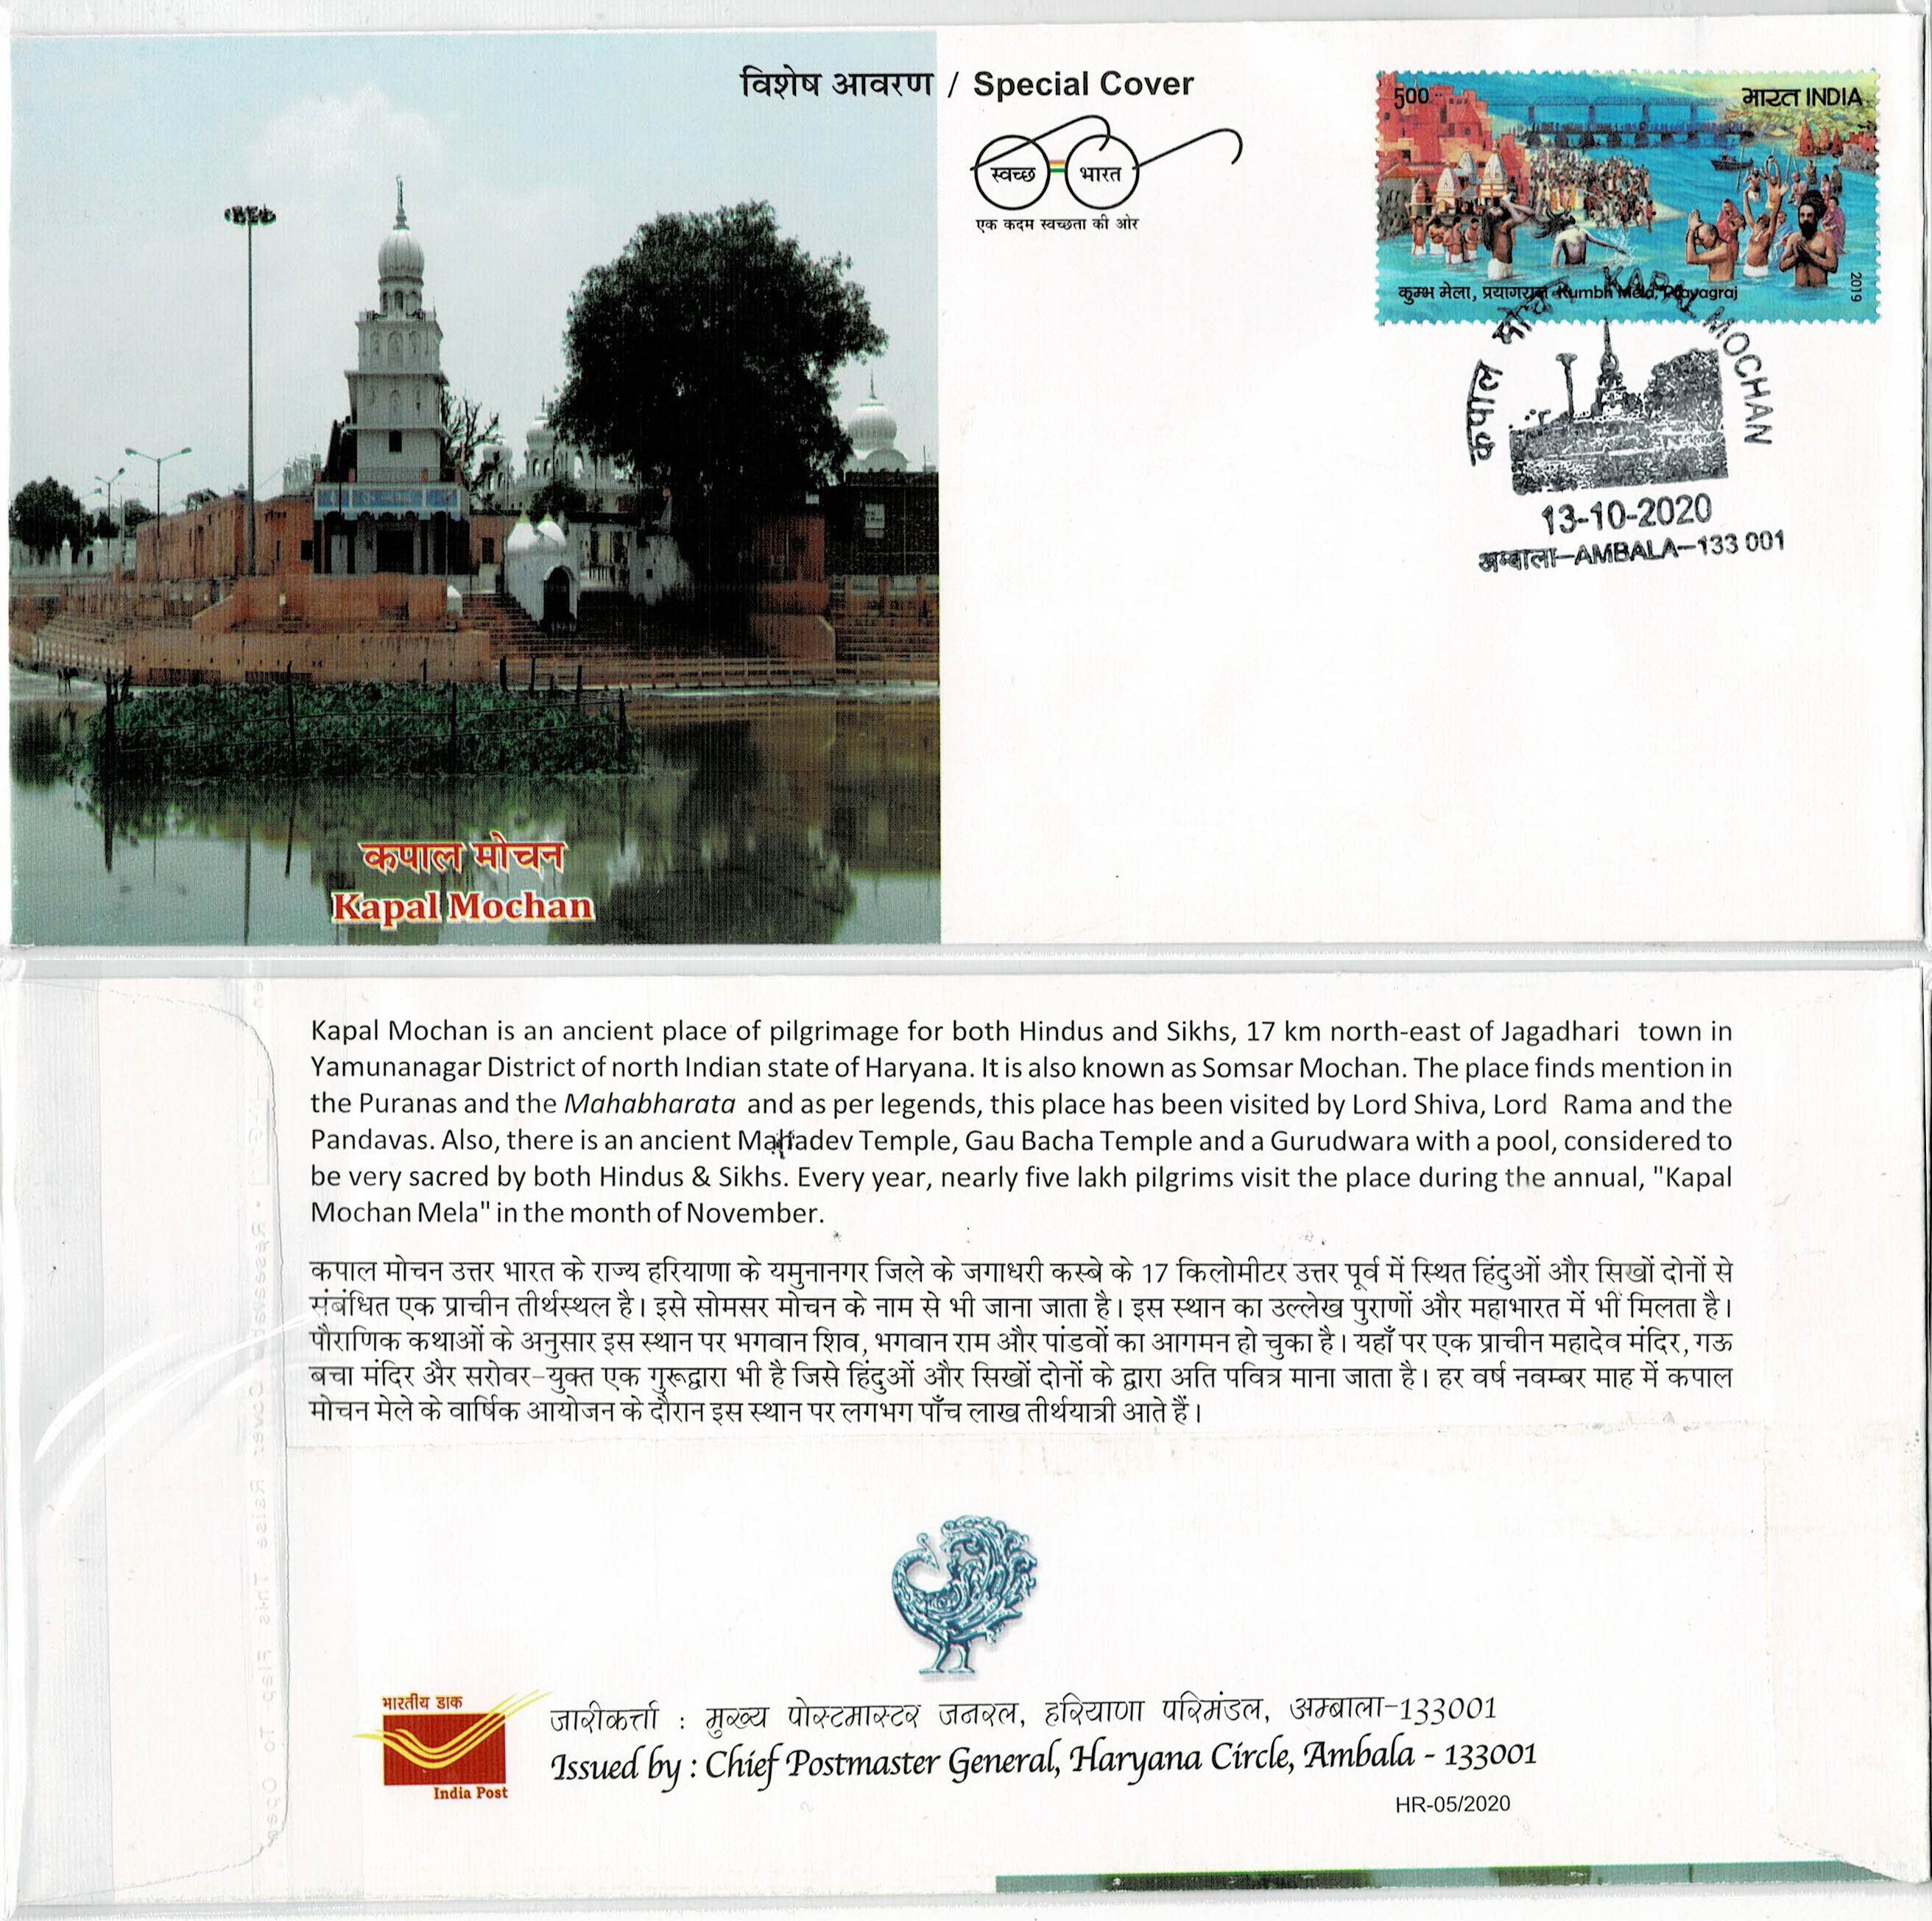 विशेष आवरण / Special Cover
स्वच्छ भारत
एक कदम स्वच्छता की ओर
500
भारत INDIA
कुम्भ मेला, प्रयागराज Kumbh Mela, Prayagraj
2019
कपाल मोचन KAPAL MOCHAN
13-10-2020
अम्बाला-AMBALA-133 001
कपाल मोचन
Kapal Mochan
Kapal Mochan is an ancient place of pilgrimage for both Hindus and Sikhs, 17 km north-east of Jagadhari town in
Yamunanagar District of north Indian state of Haryana. It is also known as Somsar Mochan. The place finds mention in
the Puranas and the Mahabharata and as per legends, this place has been visited by Lord Shiva, Lord Rama and the
Pandavas. Also, there is an ancient Mahadev Temple, Gau Bacha Temple and a Gurudwara with a pool, considered to
be very sacred by both Hindus & Sikhs. Every year, nearly five lakh pilgrims visit the place during the annual, "Kapal
Mochan Mela" in the month of November.
कपाल मोचन उत्तर भारत के राज्य हरियाणा के यमुनानगर जिले के जगाधरी कस्बे के 17 किलोमीटर उत्तर पूर्व में स्थित हिंदुओं और सिखों दोनों से
संबंधित एक प्राचीन तीर्थस्थल है। इसे सोमसर मोचन के नाम से भी जाना जाता है। इस स्थान का उल्लेख पुराणों और महाभारत में भी मिलता है।
पौराणिक कथाओं के अनुसार इस स्थान पर भगवान शिव, भगवान राम और पांडवों का आगमन हो चुका है। यहाँ पर एक प्राचीन महादेव मंदिर, गऊ
बचा मंदिर और सरोवर-युक्त एक गुरूद्वारा भी है जिसे हिंदुओं और सिखों दोनों के द्वारा अति पवित्र माना जाता है। हर वर्ष नवम्बर माह में कपाल
मोचन मेले के वार्षिक आयोजन के दौरान इस स्थान पर लगभग पाँच लाख तीर्थयात्री आते हैं।
भारतीय डाक
India Post
जारीकर्त्ता : मुख्य पोस्टमास्टर जनरल, हरियाणा परिमंडल, अम्बाला-133001
Issued by : Chief Postmaster General, Haryana Circle, Ambala - 133001
HR-05/2020